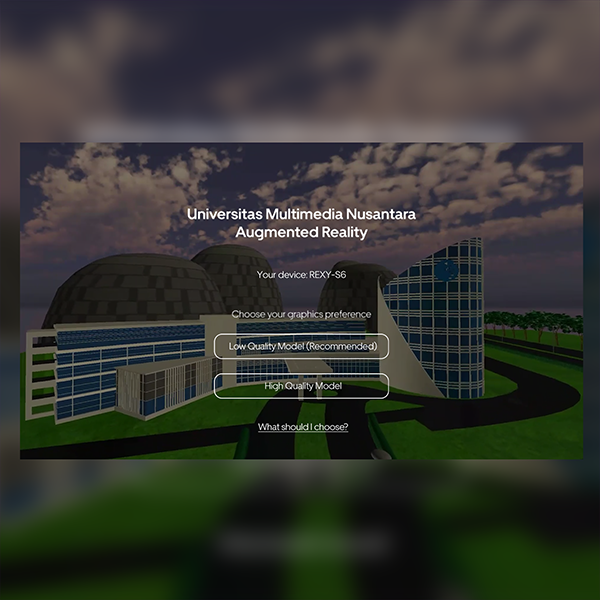 Universitas Multimedia Nusantara
Augmented Reality
Your device: REXY-S6
Choose your graphics preference
Low Quality Model (Recommended)
High Quality Model
What should I choose?